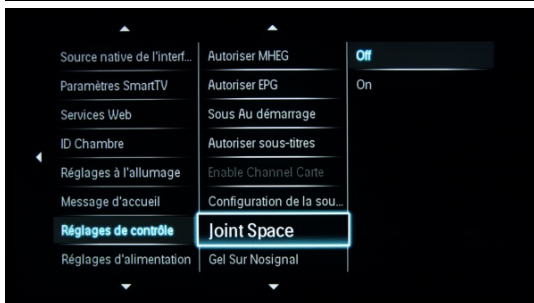 Source native de l'interf...
Paramètres SmartTV
Services Web
ID Chambre
Réglages à l'allumage
Message d'accueil
Réglages de contrôle
Réglages d'alimentation
Autoriser MHEG
Autoriser EPG
Sous Au démarrage
Autoriser sous-titres
Enable Channel Carte
Configuration de la sou...
Joint Space
Gel Sur Nosignal
Off
On